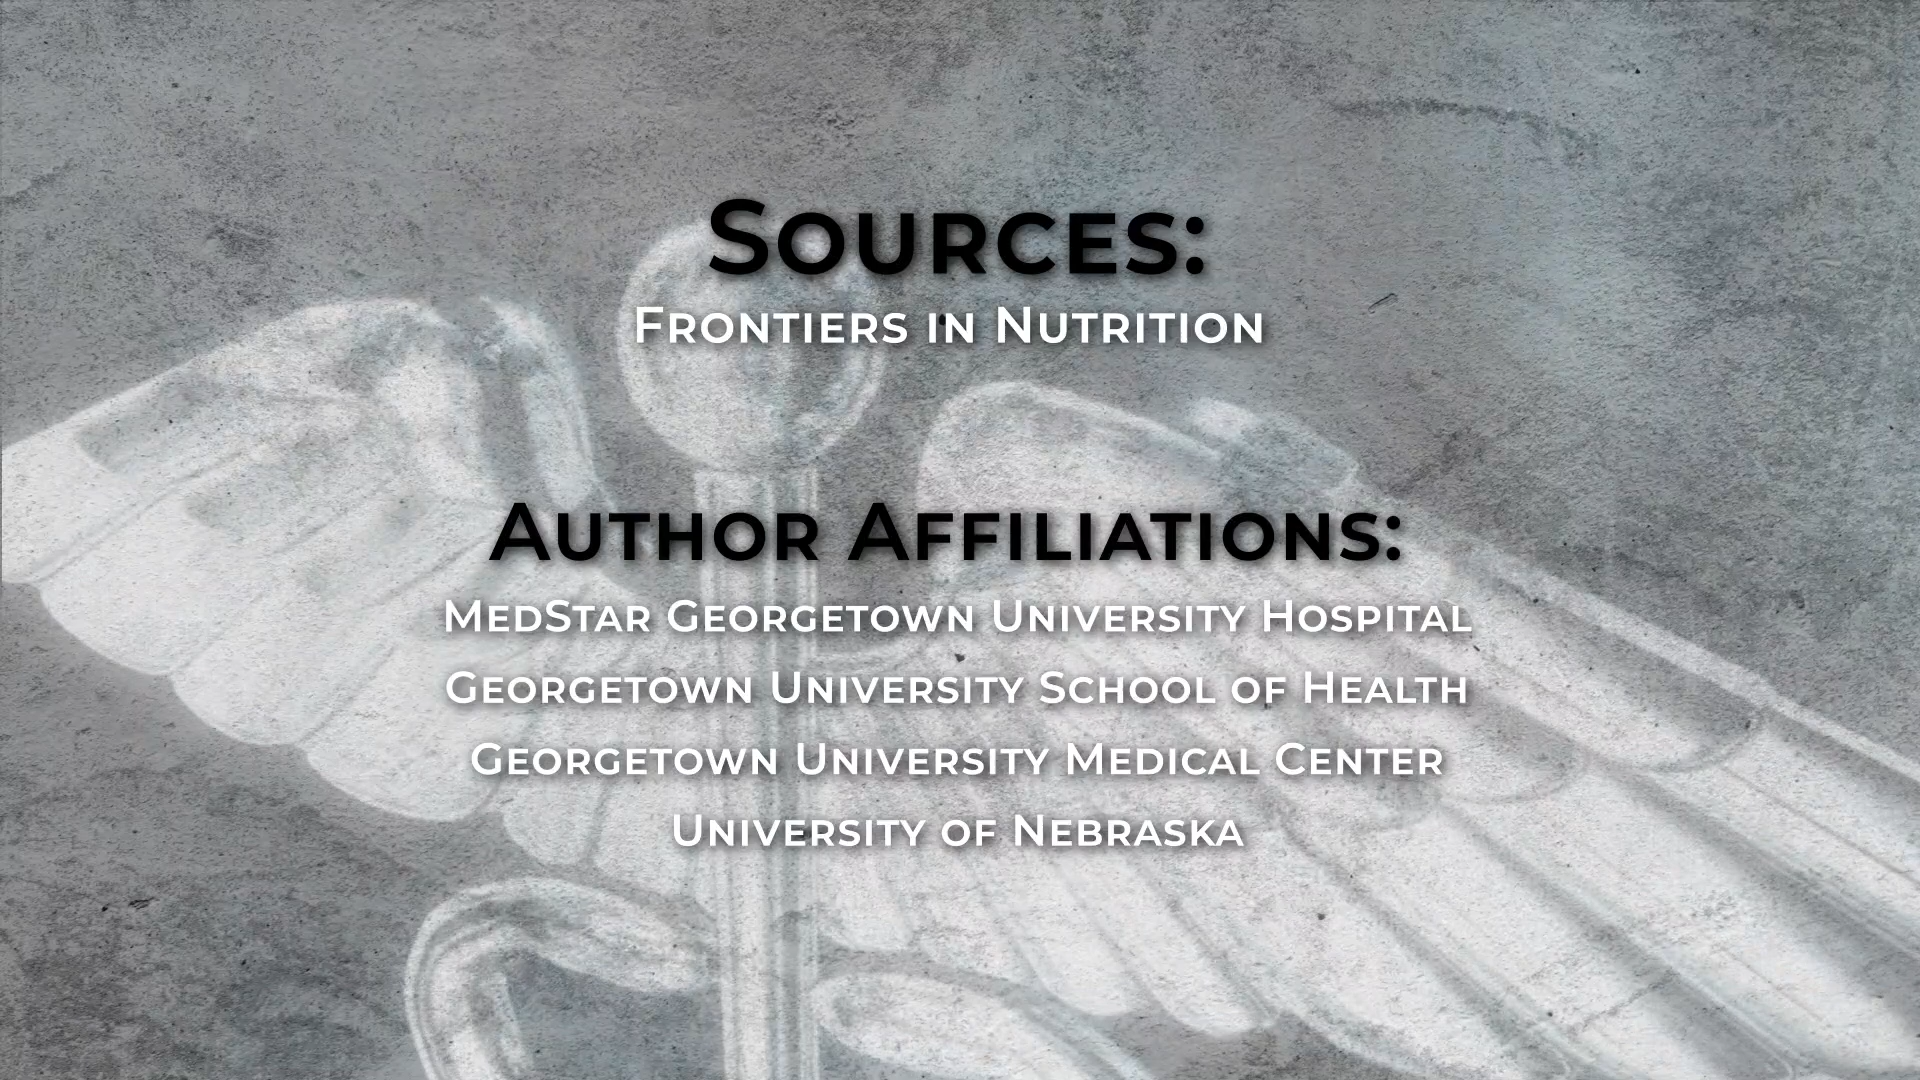 Sources:
Frontiers in Nutrition
Author Affiliations:
MedStar Georgetown University Hospital
Georgetown University School of Health
Georgetown University Medical Center
University of Nebraska